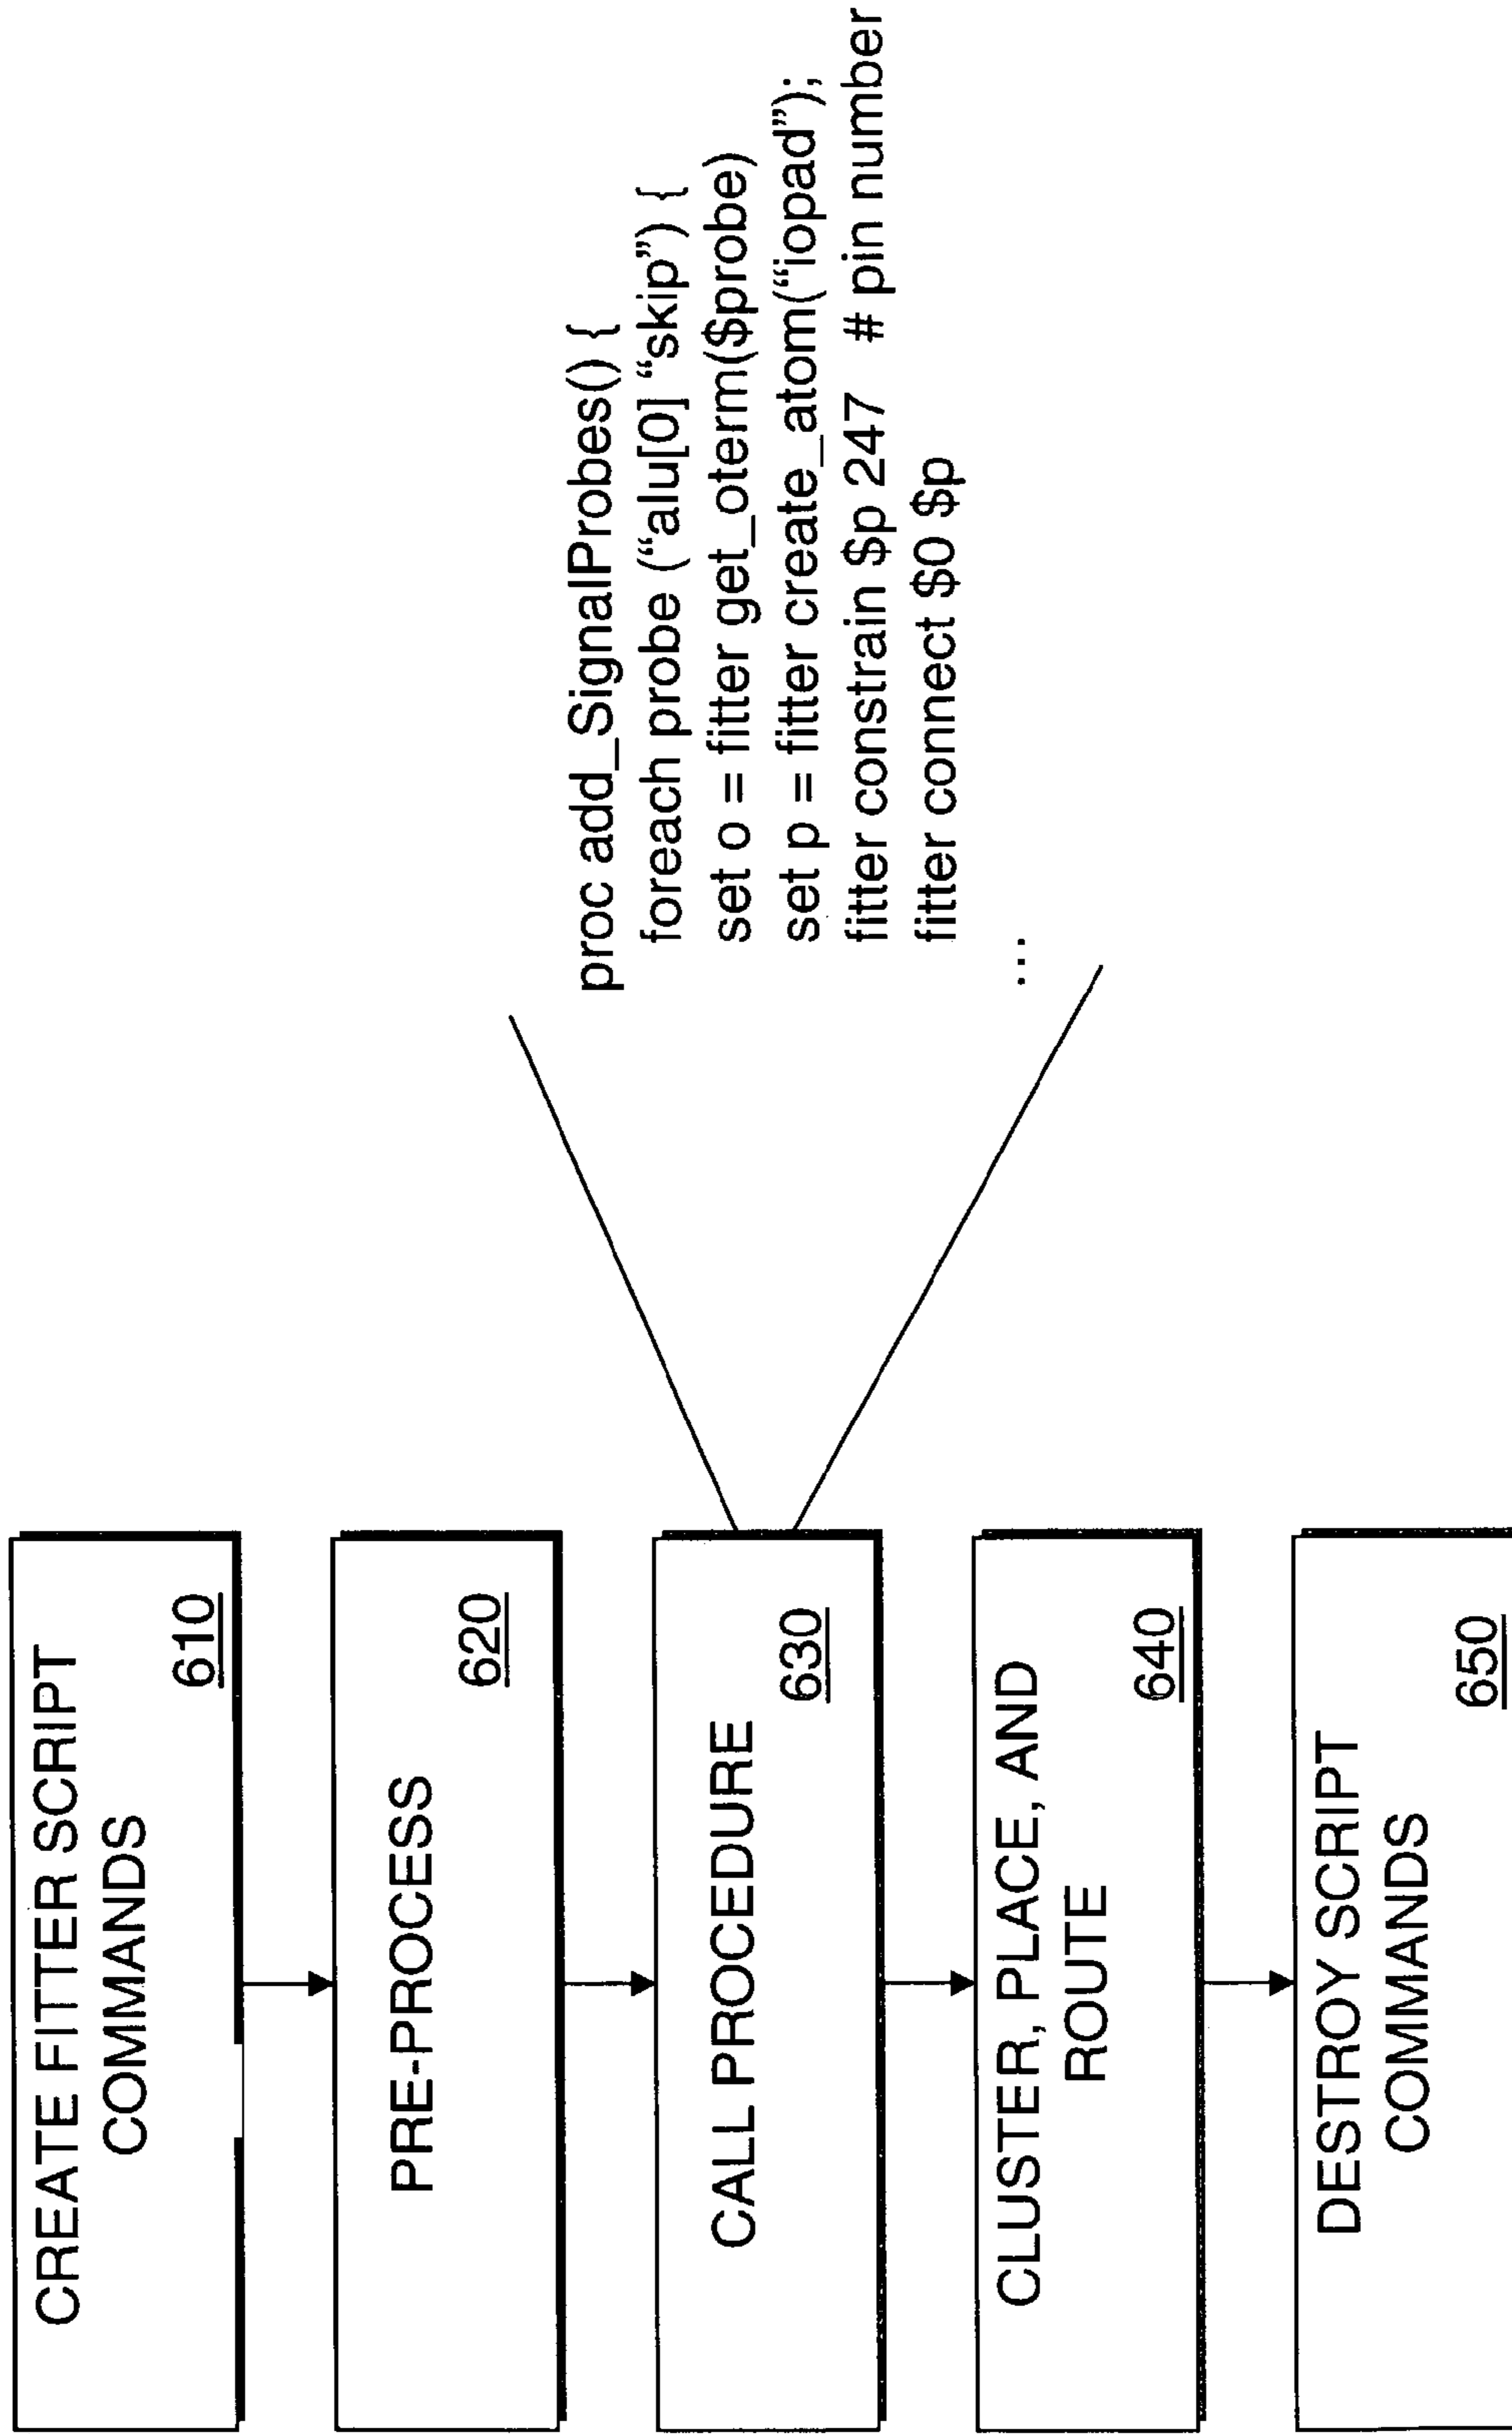 CREATE FITTER SCRIPT
COMMANDS
610
PRE-PROCESS
620
CALL PROCEDURE
630
CLUSTER, PLACE, AND
ROUTE
640
DESTROY SCRIPT
COMMANDS
650
proc add_SignalProbes() {
foreach probe (“alu[0] “skip”) {
set o = fitter get_oterm($probe)
set p = fitter create_atom(“iopad”);
fitter constrain $p 247 # pin number
fitter connect $0 $p
...